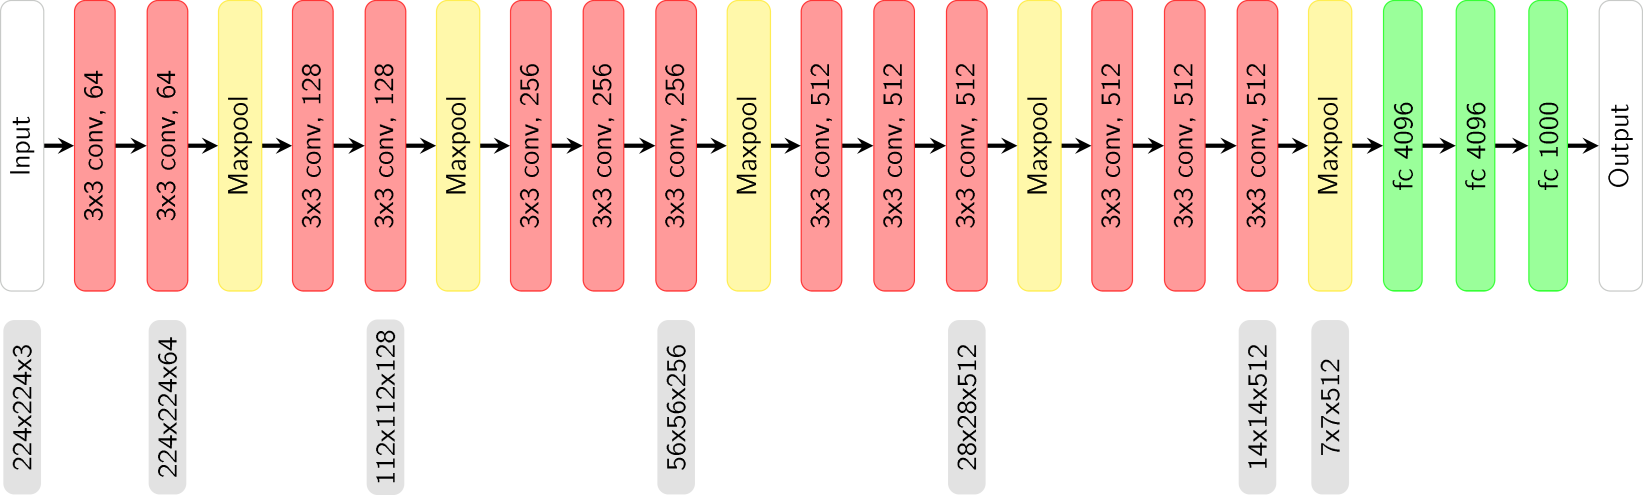 Input
3x3 conv, 64
3x3 conv, 64
Maxpool
3x3 conv, 128
3x3 conv, 128
Maxpool
3x3 conv, 256
3x3 conv, 256
3x3 conv, 256
Maxpool
3x3 conv, 512
3x3 conv, 512
3x3 conv, 512
Maxpool
3x3 conv, 512
3x3 conv, 512
3x3 conv, 512
Maxpool
fc 4096
fc 4096
fc 1000
Output
224x224x3
224x224x64
112x112x128
56x56x256
28x28x512
14x14x512
7x7x512